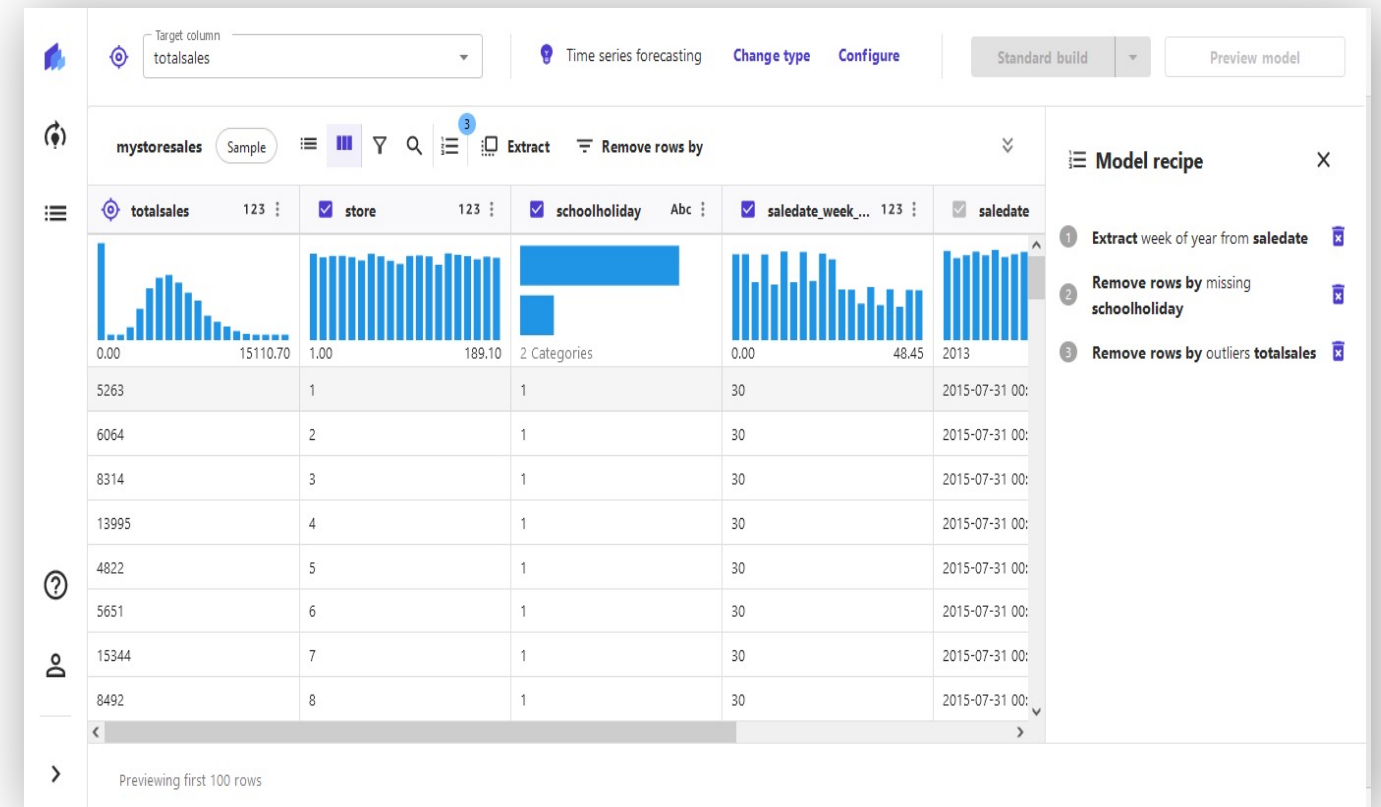 Target column
totalsales
Time series forecasting Change type Configure Standard build Preview model
mystoresales Sample 3 Extract Remove rows by
totalsales 123 store 123 schoolholiday Abc saledate_week_... 123 saledate
0.00 15110.70 1.00 189.10 2 Categories 0.00 48.45 2013
5263 1 1 30 2015-07-31 00:
6064 2 1 30 2015-07-31 00:
8314 3 1 30 2015-07-31 00:
13995 4 1 30 2015-07-31 00:
4822 5 1 30 2015-07-31 00:
5651 6 1 30 2015-07-31 00:
15344 7 1 30 2015-07-31 00:
8492 8 1 30 2015-07-31 00:
Previewing first 100 rows
Model recipe
1 Extract week of year from saledate
2 Remove rows by missing
schoolholiday
3 Remove rows by outliers totalsales